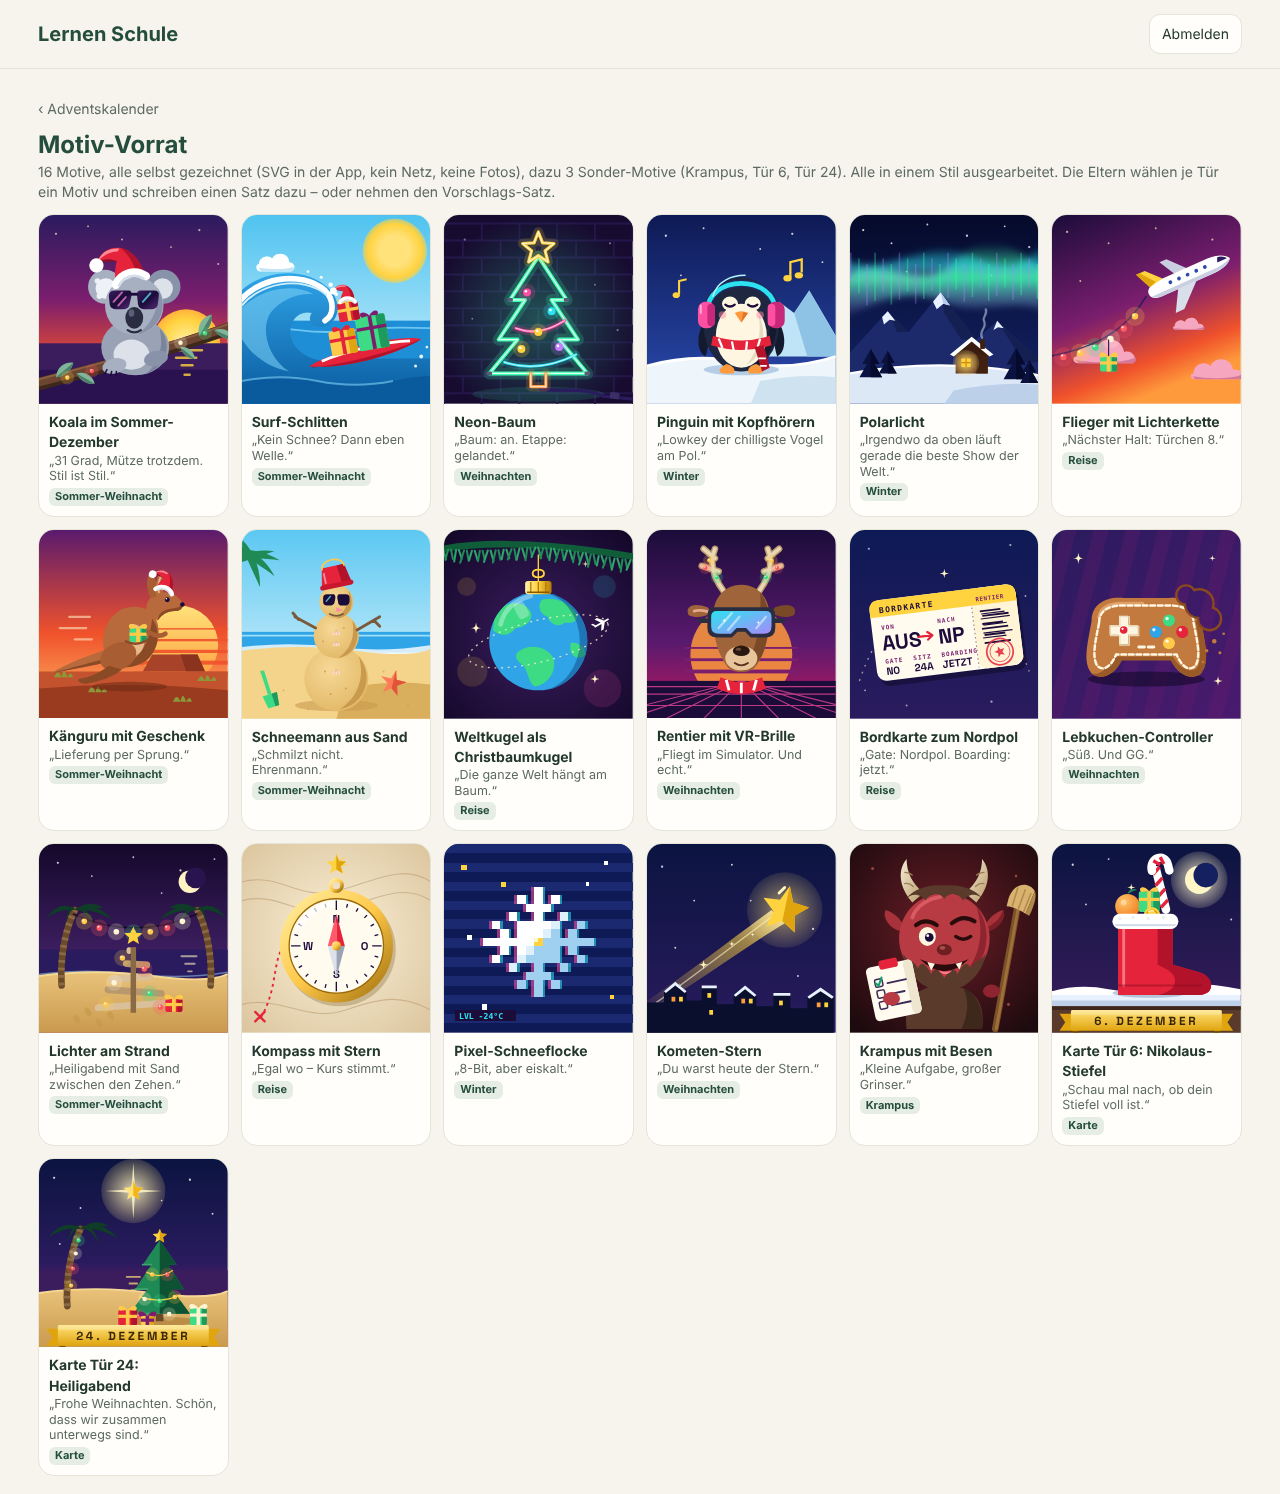 Lernen Schule
Abmelden
‹ Adventskalender
Motiv-Vorrat
16 Motive, alle selbst gezeichnet (SVG in der App, kein Netz, keine Fotos), dazu 3 Sonder-Motive (Krampus, Tür 6, Tür 24). Alle in einem Stil ausgearbeitet. Die Eltern wählen je Tür
ein Motiv und schreiben einen Satz dazu – oder nehmen den Vorschlags-Satz.
Koala im Sommer-
Dezember
„31 Grad, Mütze trotzdem.
Stil ist Stil.“
Sommer-Weihnacht
Surf-Schlitten
„Kein Schnee? Dann eben
Welle.“
Sommer-Weihnacht
Neon-Baum
„Baum: an. Etappe:
gelandet.“
Weihnachten
Pinguin mit Kopfhörern
„Lowkey der chilligste Vogel
am Pol.“
Winter
Polarlicht
„Irgendwo da oben läuft
gerade die beste Show der
Welt.“
Winter
Flieger mit Lichterkette
„Nächster Halt: Türchen 8.“
Reise
Känguru mit Geschenk
„Lieferung per Sprung.“
Sommer-Weihnacht
Schneemann aus Sand
„Schmilzt nicht.
Ehrenmann.“
Sommer-Weihnacht
Weltkugel als
Christbaumkugel
„Die ganze Welt hängt am
Baum.“
Reise
Rentier mit VR-Brille
„Fliegt im Simulator. Und
echt.“
Weihnachten
BORDKARTE
RENTIER
VON
NACH
AUS
NP
GATE
SITZ
BOARDING
NO
24A
JETZT
Bordkarte zum Nordpol
„Gate: Nordpol. Boarding:
jetzt.“
Reise
Lebkuchen-Controller
„Süß. Und GG.“
Weihnachten
Lichter am Strand
„Heiligabend mit Sand
zwischen den Zehen.“
Sommer-Weihnacht
N
W
O
S
Kompass mit Stern
„Egal wo – Kurs stimmt.“
Reise
LVL -24°C
Pixel-Schneeflocke
„8-Bit, aber eiskalt.“
Winter
Kometen-Stern
„Du warst heute der Stern.“
Weihnachten
Krampus mit Besen
„Kleine Aufgabe, großer
Grinser.“
Krampus
6. DEZEMBER
Karte Tür 6: Nikolaus-
Stiefel
„Schau mal nach, ob dein
Stiefel voll ist.“
Karte
24. DEZEMBER
Karte Tür 24:
Heiligabend
„Frohe Weihnachten. Schön,
dass wir zusammen
unterwegs sind.“
Karte